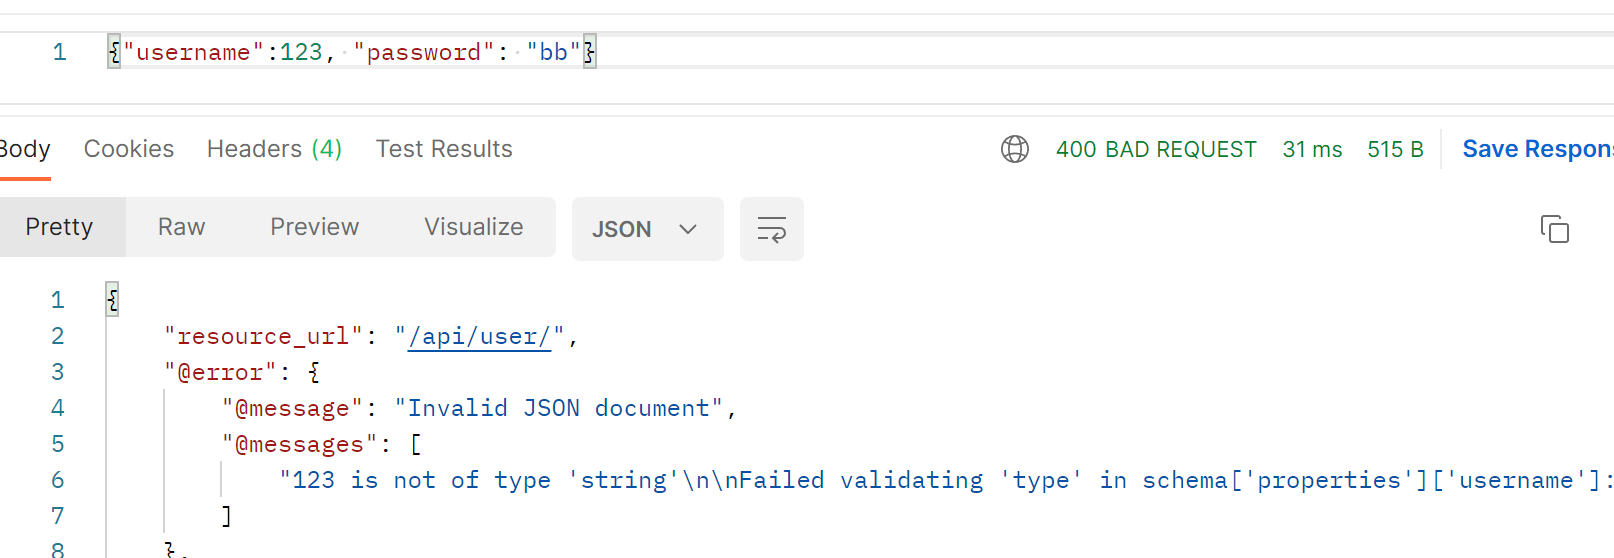 1 {"username":123, "password": "bb"}
Body Cookies Headers (4) Test Results 400 BAD REQUEST 31 ms 515 B Save Respons
Pretty Raw Preview Visualize JSON
1 {
2 "resource_url": "/api/user/",
3 "@error": {
4 "@message": "Invalid JSON document",
5 "@messages": [
6 "123 is not of type 'string'\n\nFailed validating 'type' in schema['properties']['username']:
7 ]
8 },